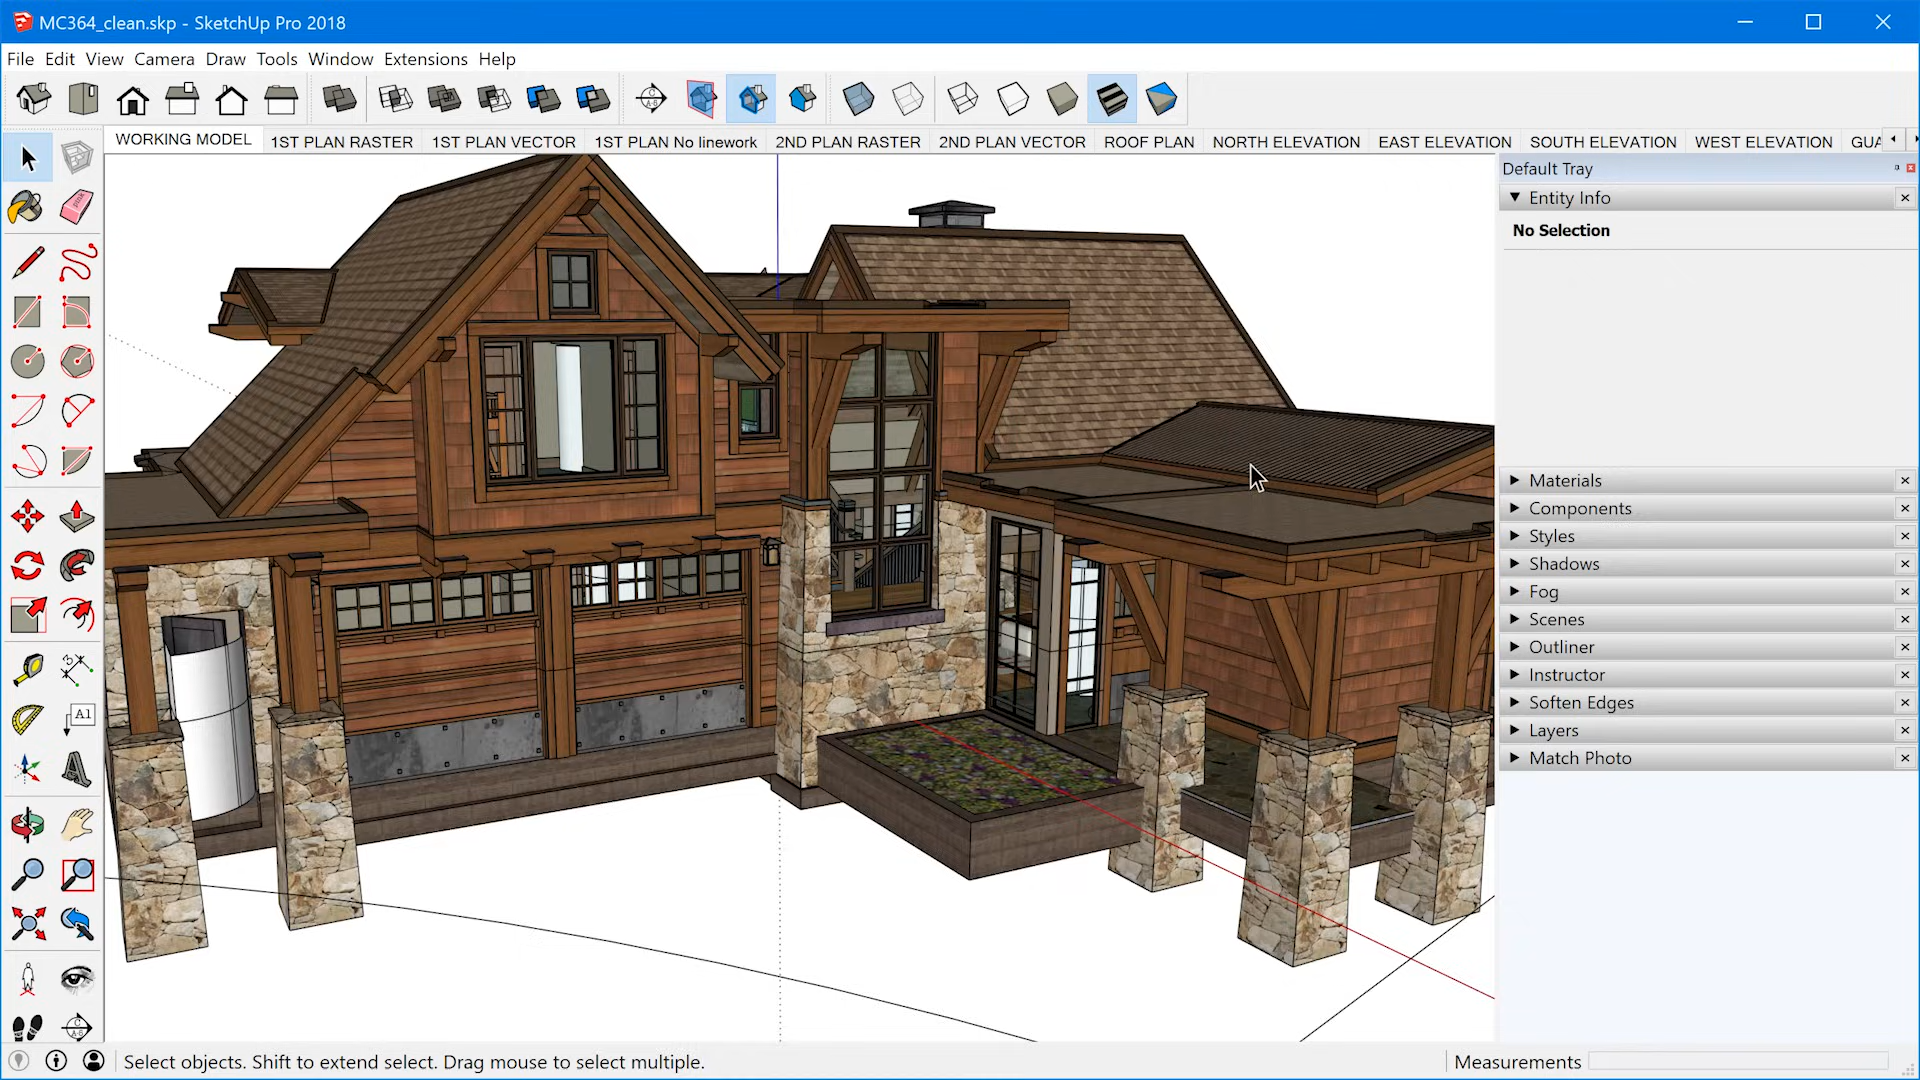 MC364_clean.skp - SketchUp Pro 2018
File Edit View Camera Draw Tools Window Extensions Help
WORKING MODEL 1ST PLAN RASTER 1ST PLAN VECTOR 1ST PLAN No linework 2ND PLAN RASTER 2ND PLAN VECTOR ROOF PLAN NORTH ELEVATION EAST ELEVATION SOUTH ELEVATION WEST ELEVATION GUA
Default Tray
Entity Info
No Selection
Materials
Components
Styles
Shadows
Fog
Scenes
Outliner
Instructor
Soften Edges
Layers
Match Photo
A1
Select objects. Shift to extend select. Drag mouse to select multiple.
Measurements